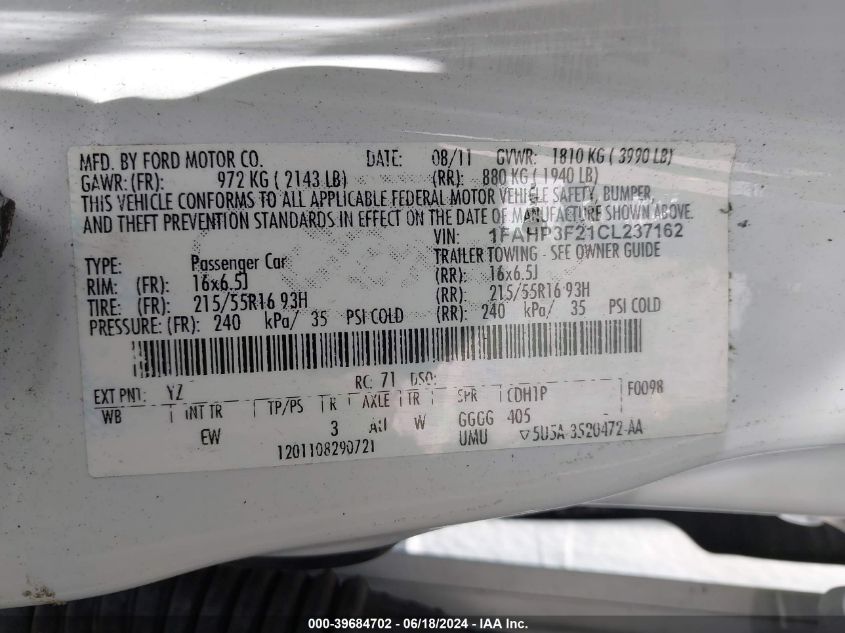 MFD. BY FORD MOTOR CO. DATE: 08/11 GVWR: 1810 KG ( 3990 LB)
GAWR: (FR): 972 KG ( 2143 LB) (RR): 880 KG ( 1940 LB)
THIS VEHICLE CONFORMS TO ALL APPLICABLE FEDERAL MOTOR VEHICLE SAFETY, BUMPER,
AND THEFT PREVENTION STANDARDS IN EFFECT ON THE DATE OF MANUFACTURE SHOWN ABOVE.
VIN: 1FAHP3F21CL237162
TYPE: Passenger Car TRAILER TOWING - SEE OWNER GUIDE
RIM: (FR): 16x6.5J (RR): 16x6.5J
TIRE: (FR): 215/55R16 93H (RR): 215/55R16 93H
PRESSURE: (FR): 240 kPa/ 35 PSI COLD (RR): 240 kPa/ 35 PSI COLD
EXT PNT: YZ RC: 71 DSO:
WB INT TR TP/PS R AXLE TR SPR CDH1P F0098
EW 3 AU W GGGG 405
1201108290721 UMU 5U5A-3520472-AA
000-39684702 - 06/18/2024 - IAA, Inc.